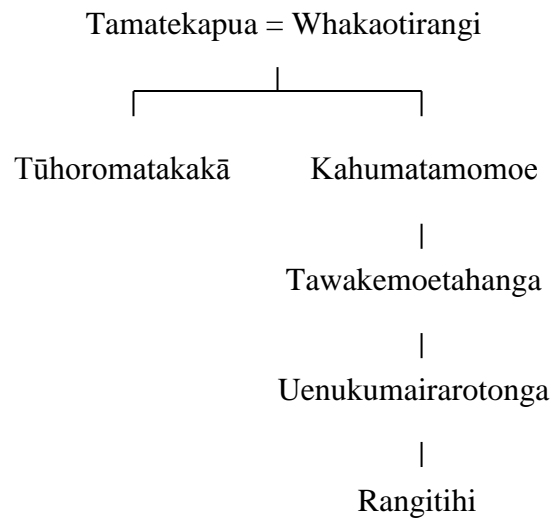 Tamatekapua = Whakaotirangi
Tūhoromatakakā Kahumatamomoe
Tawakemoetahanga
Uenukumairarotonga
Rangitihi